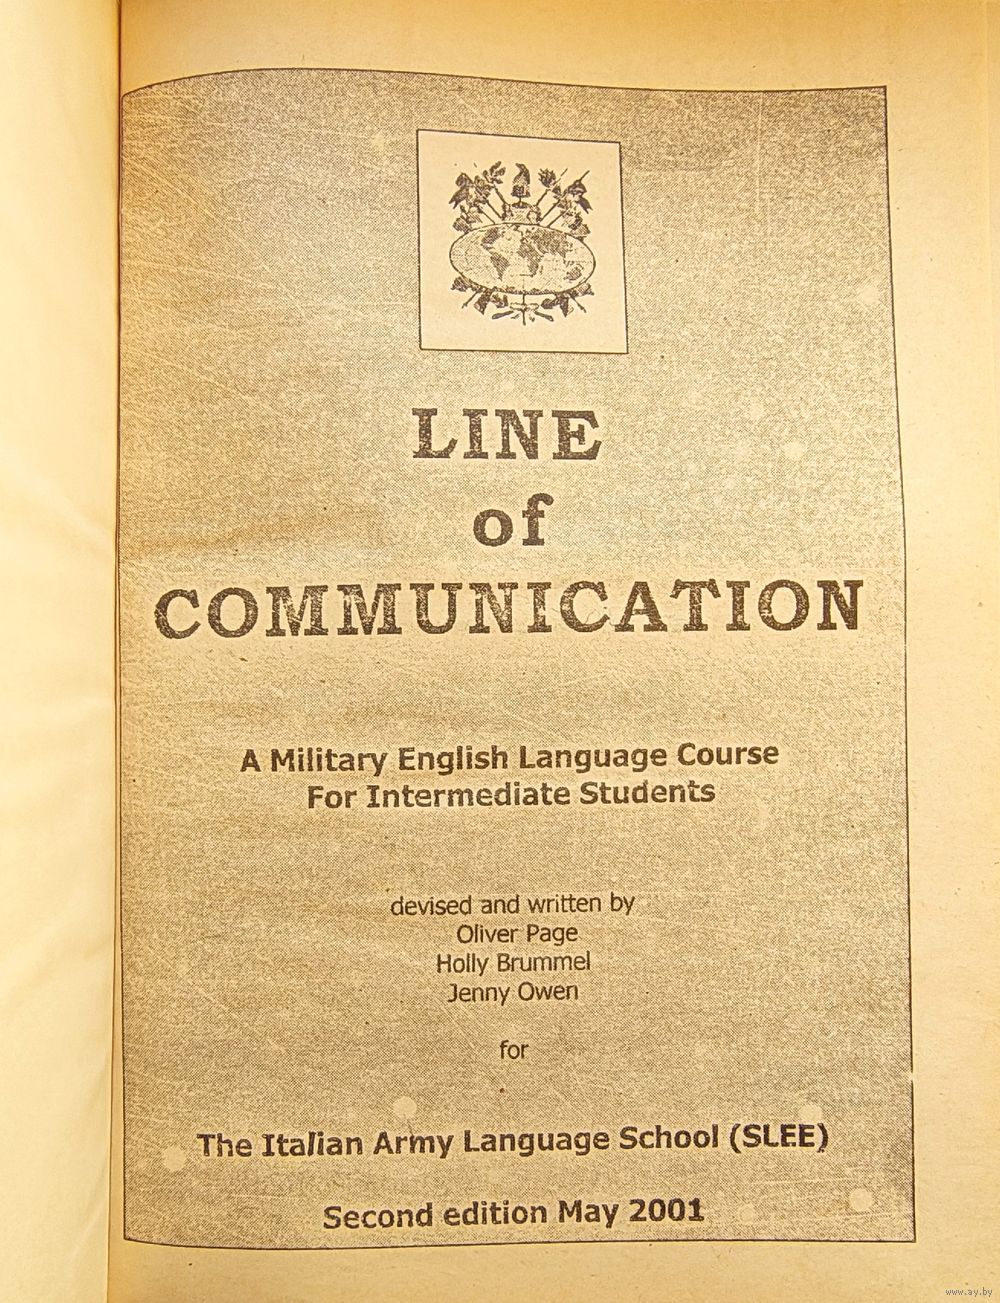 LINE
of
COMMUNICATION
A Military English Language Course
For Intermediate Students
devised and written by
Oliver Page
Holly Brummel
Jenny Owen
for
The Italian Army Language School (SLEE)
Second edition May 2001
www.ay.by